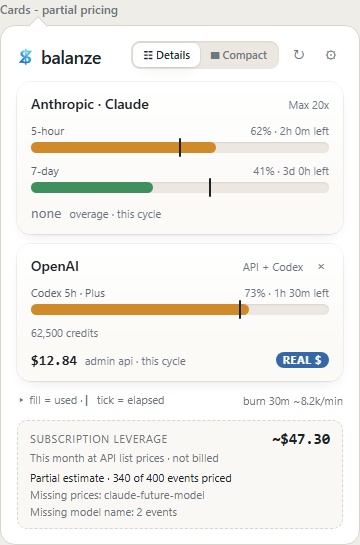 Cards - partial pricing
balanze
Details
Compact
Anthropic · Claude
Max 20x
5-hour
62% · 2h 0m left
7-day
41% · 3d 0h left
none overage · this cycle
OpenAI
API + Codex ×
Codex 5h · Plus
73% · 1h 30m left
62,500 credits
$12.84 admin api · this cycle
REAL $
‣ fill = used · | tick = elapsed
burn 30m ~8.2k/min
SUBSCRIPTION LEVERAGE
~$47.30
This month at API list prices · not billed
Partial estimate · 340 of 400 events priced
Missing prices: claude-future-model
Missing model name: 2 events